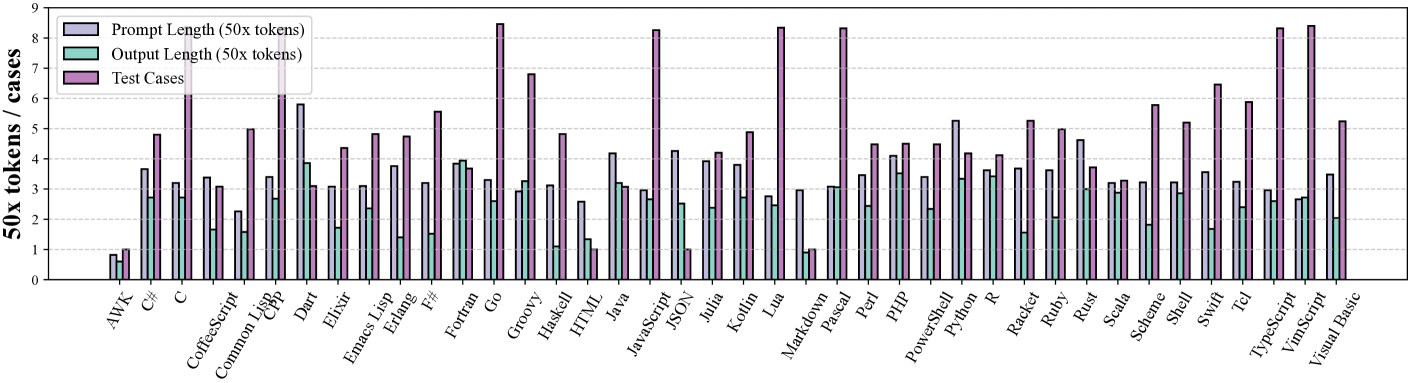 50x tokens / cases
9
8
7
6
5
4
3
2
1
0
Prompt Length (50x tokens)
Output Length (50x tokens)
Test Cases
AWK
C#
C
CoffeeScript
Common Lisp
CPP
Dart
Elixir
Emacs Lisp
Erlang
F#
Fortran
Go
Groovy
Haskell
HTML
Java
JavaScript
JSON
Julia
Kotlin
Lua
Markdown
Pascal
Perl
PHP
PowerShell
Python
R
Racket
Ruby
Rust
Scala
Scheme
Shell
Swift
Tcl
TypeScript
VimScript
Visual Basic